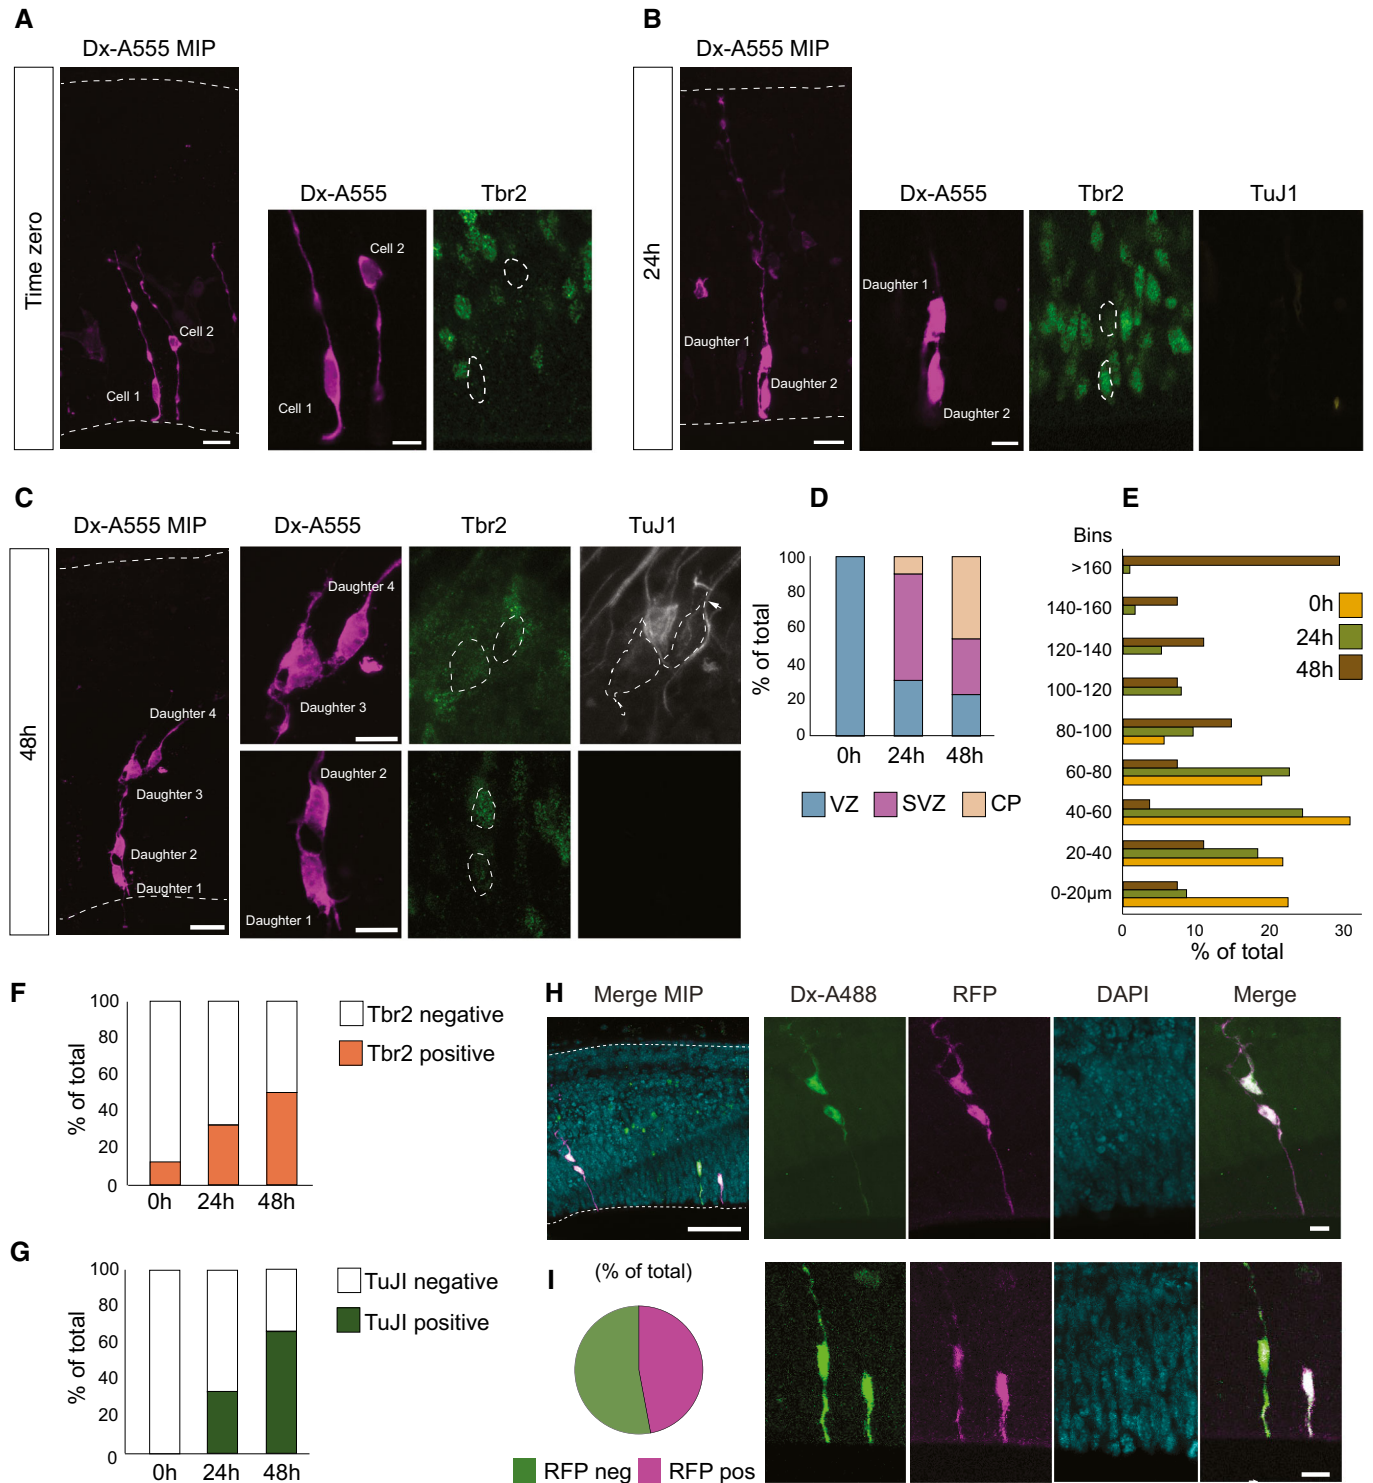 A
Dx-A555 MIP
Time zero
Cell 2
Cell 1
Dx-A555
Cell 2
Cell 1
Tbr2
B
Dx-A555 MIP
24h
Daughter 1
Daughter 2
Dx-A555
Daughter 1
Daughter 2
Tbr2
TuJ1
C
Dx-A555 MIP
Dx-A555
Tbr2
TuJ1
48h
Daughter 4
Daughter 3
Daughter 2
Daughter 1
Daughter 4
Daughter 3
Daughter 2
Daughter 1
D
% of total
100
80
60
40
20
0
0h 24h 48h
VZ SVZ CP
E
Bins
>160
140-160
120-140
100-120
80-100
60-80
40-60
20-40
0-20µm
0h
24h
48h
0 10 20 30
% of total
F
% of total
100
80
60
40
20
0
0h 24h 48h
Tbr2 negative
Tbr2 positive
G
% of total
100
80
60
40
20
0
0h 24h 48h
TuJI negative
TuJI positive
H
Merge MIP
Dx-A488
RFP
DAPI
Merge
I
(% of total)
RFP neg RFP pos